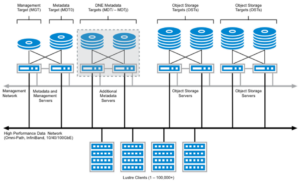 Management
Target (MGT)
Metadata
Target (MDT0)
DNE Metadata
Targets (MDTi - MDTj)
Object Storage
Targets (OSTs)
Object Storage
Targets (OSTs)
Management
Network
Metadata and
Management
Servers
Additional
Metadata
Servers
Object Storage
Servers
Object Storage
Servers
High Performance Data Network
(Omni-Path, InfiniBand, 10/40/100GbE)
Lustre Clients (1 – 100,000+)